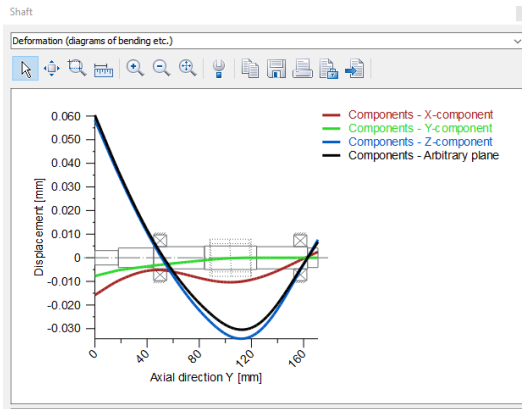 Shaft
Deformation (diagrams of bending etc.)
Components - X-component
Components - Y-component
Components - Z-component
Components - Arbitrary plane
Displacement [mm]
0.060
0.050
0.040
0.030
0.020
0.010
0
-0.010
-0.020
-0.030
0
40
80
120
160
Axial direction Y [mm]